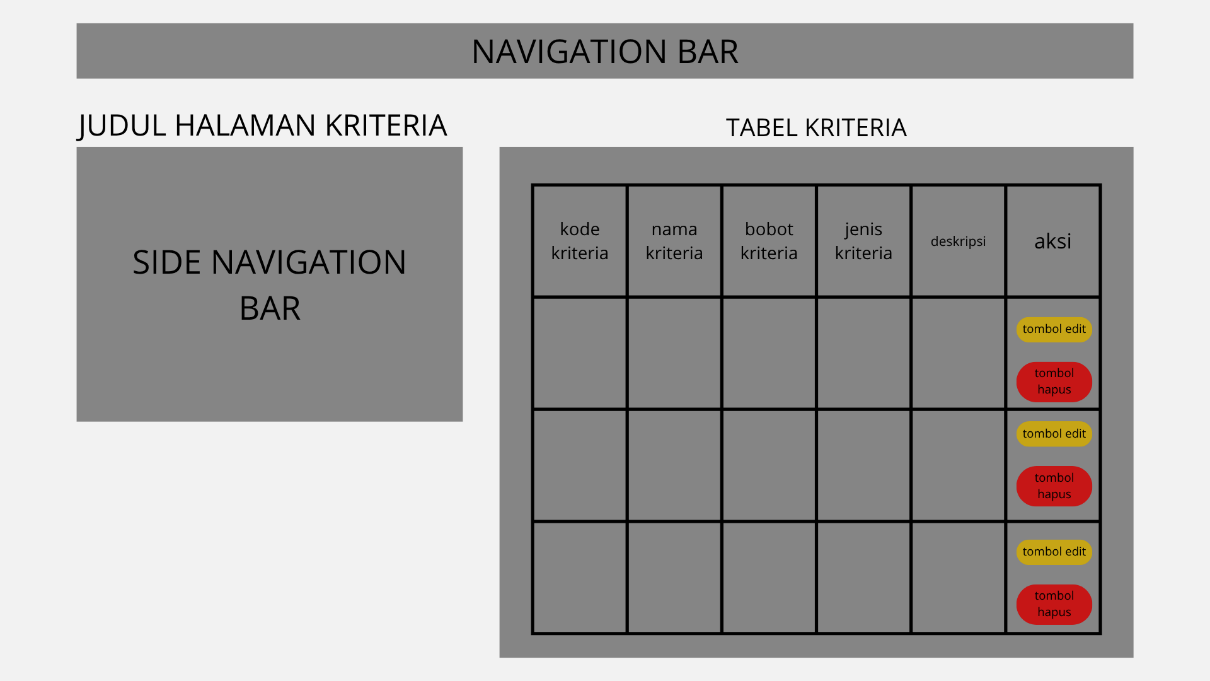 NAVIGATION BAR
JUDUL HALAMAN KRITERIA
SIDE NAVIGATION
BAR
TABEL KRITERIA
kode
kriteria
nama
kriteria
bobot
kriteria
jenis
kriteria
deskripsi
aksi
tombol edit
tombol
hapus
tombol edit
tombol
hapus
tombol edit
tombol
hapus